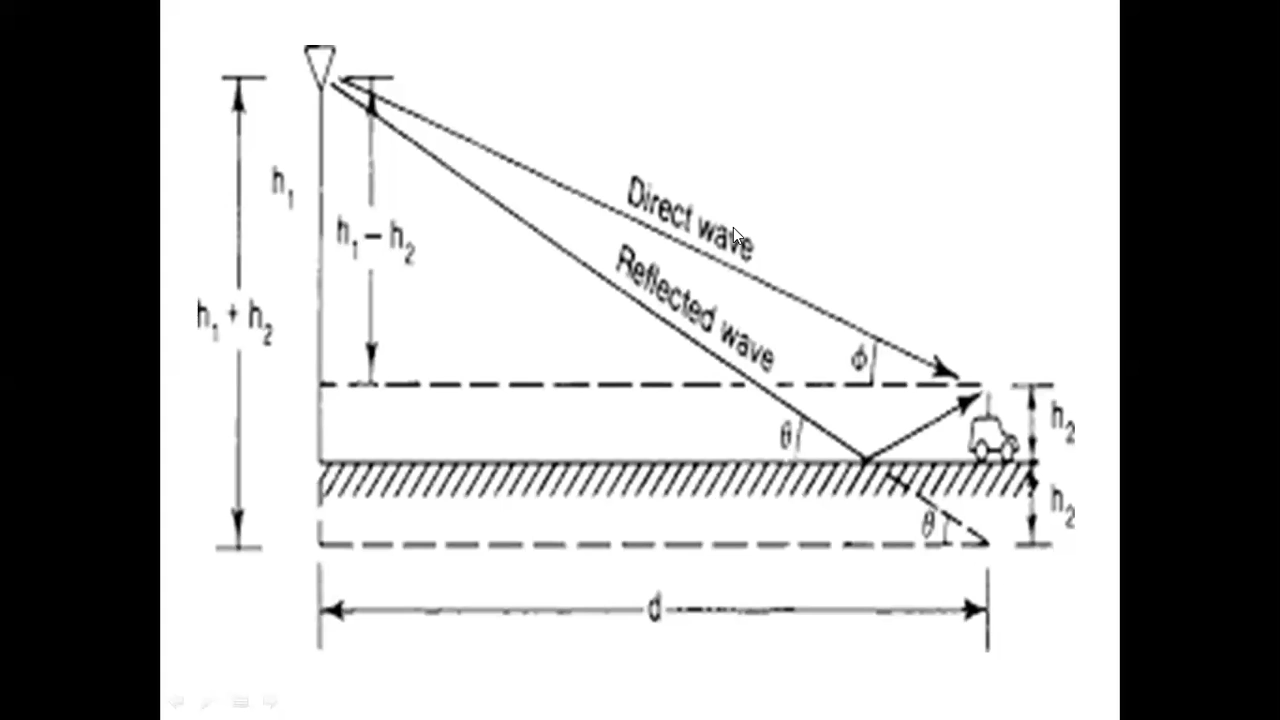 h₁
h₁ – h₂
h₁ + h₂
Direct wave
Reflected wave
ϕ
θ
h₂
h₂
θ
d